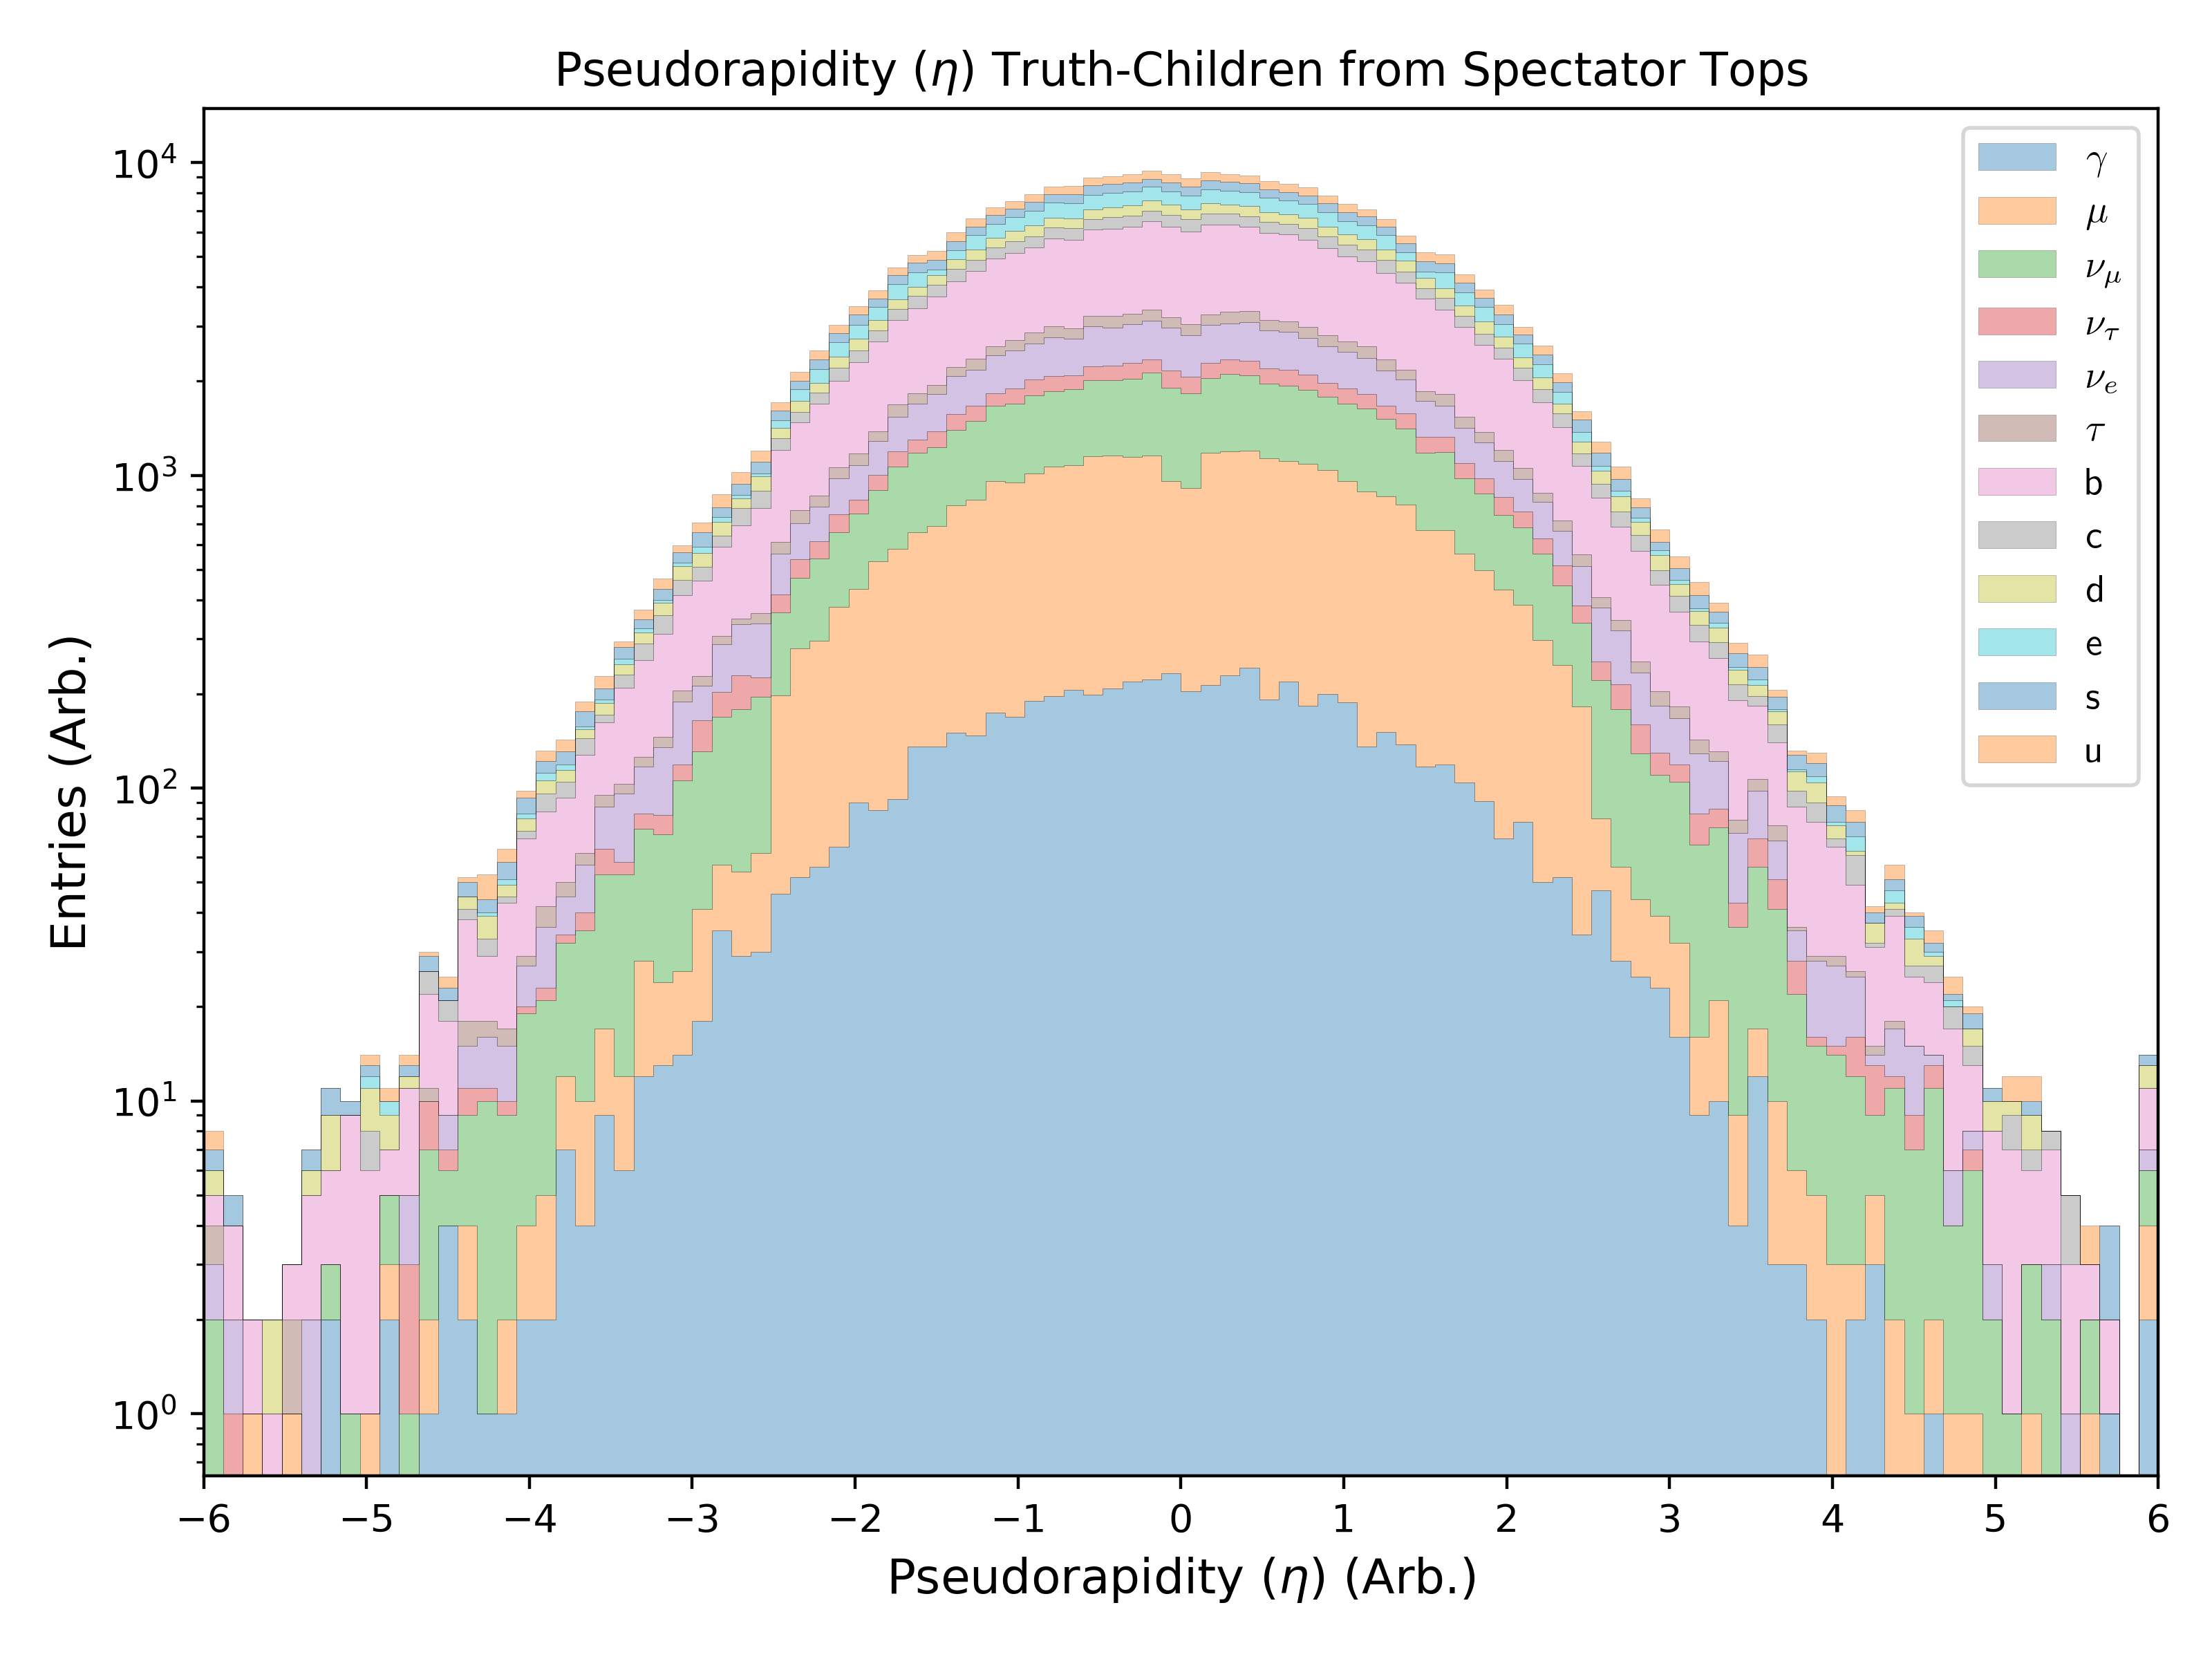 Pseudorapidity (η) Truth-Children from Spectator Tops
Entries (Arb.)
10⁴
10³
10²
10¹
10⁰
−6 −5 −4 −3 −2 −1 0 1 2 3 4 5 6
Pseudorapidity (η) (Arb.)
γ
μ
ν_μ
ν_τ
ν_e
τ
b
c
d
e
s
u